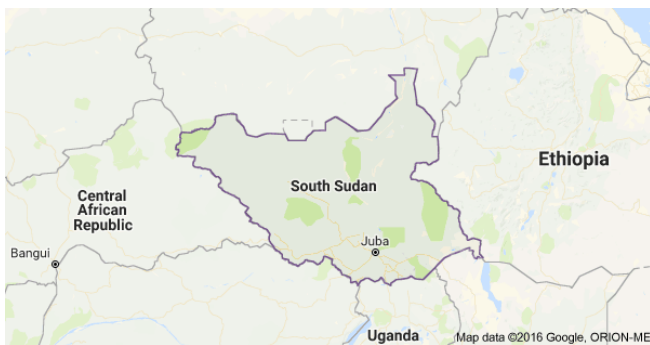 Ethiopia
South Sudan
Central
African
Republic
Juba
Bangui
Uganda
Map data ©2016 Google, ORION-ME